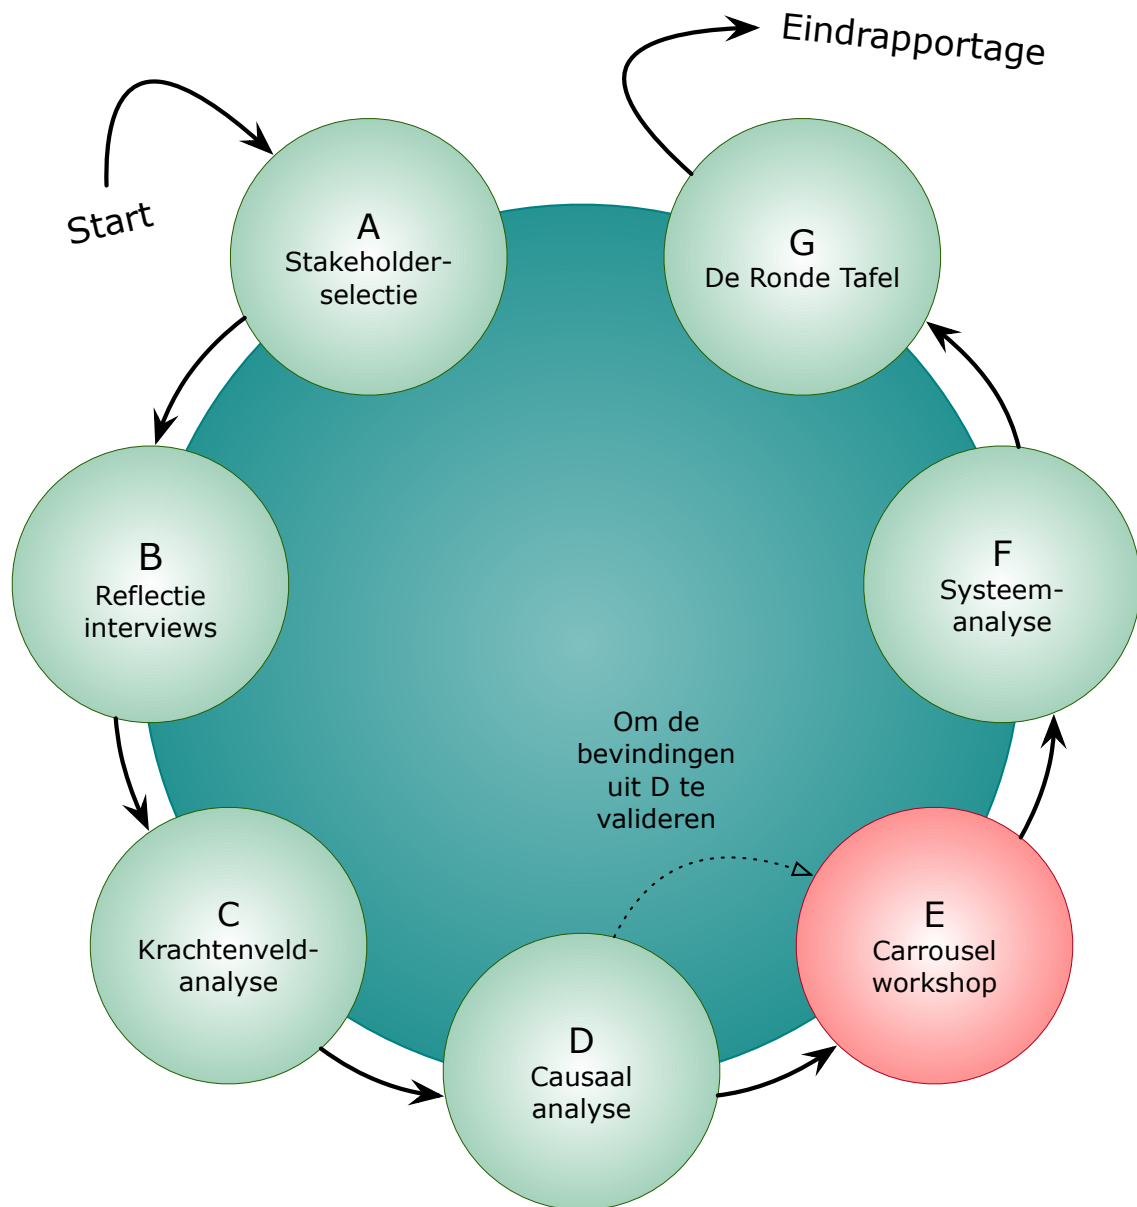 Start
A
Stakeholder-
selectie
B
Reflectie
interviews
C
Krachtenveld-
analyse
D
Causaal
analyse
Om de
bevindingen
uit D te
valideren
E
Carrousel
workshop
F
Systeem-
analyse
G
De Ronde Tafel
Eindrapportage